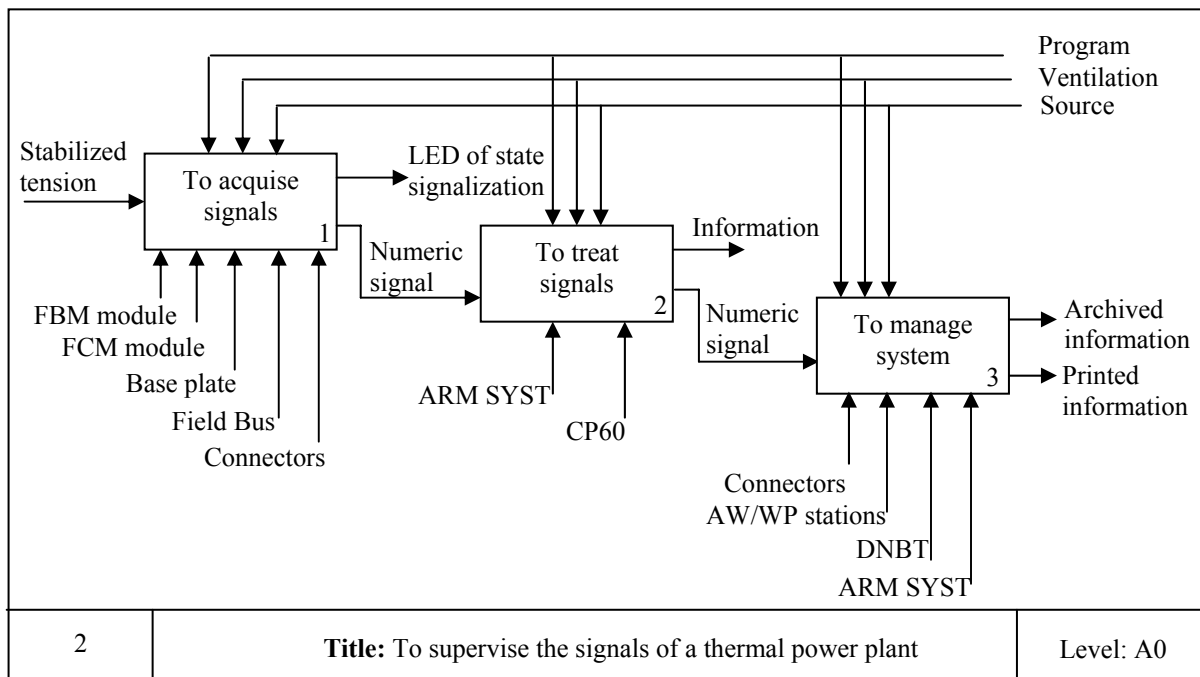 Program
Ventilation
Source
Stabilized
tension
To acquise
signals
1
LED of state
signalization
Numeric
signal
FBM module
FCM module
Base plate
Field Bus
Connectors
To treat
signals
2
Information
Numeric
signal
ARM SYST
CP60
To manage
system
3
Archived
information
Printed
information
Connectors
AW/WP stations
DNBT
ARM SYST
2
Title: To supervise the signals of a thermal power plant
Level: A0